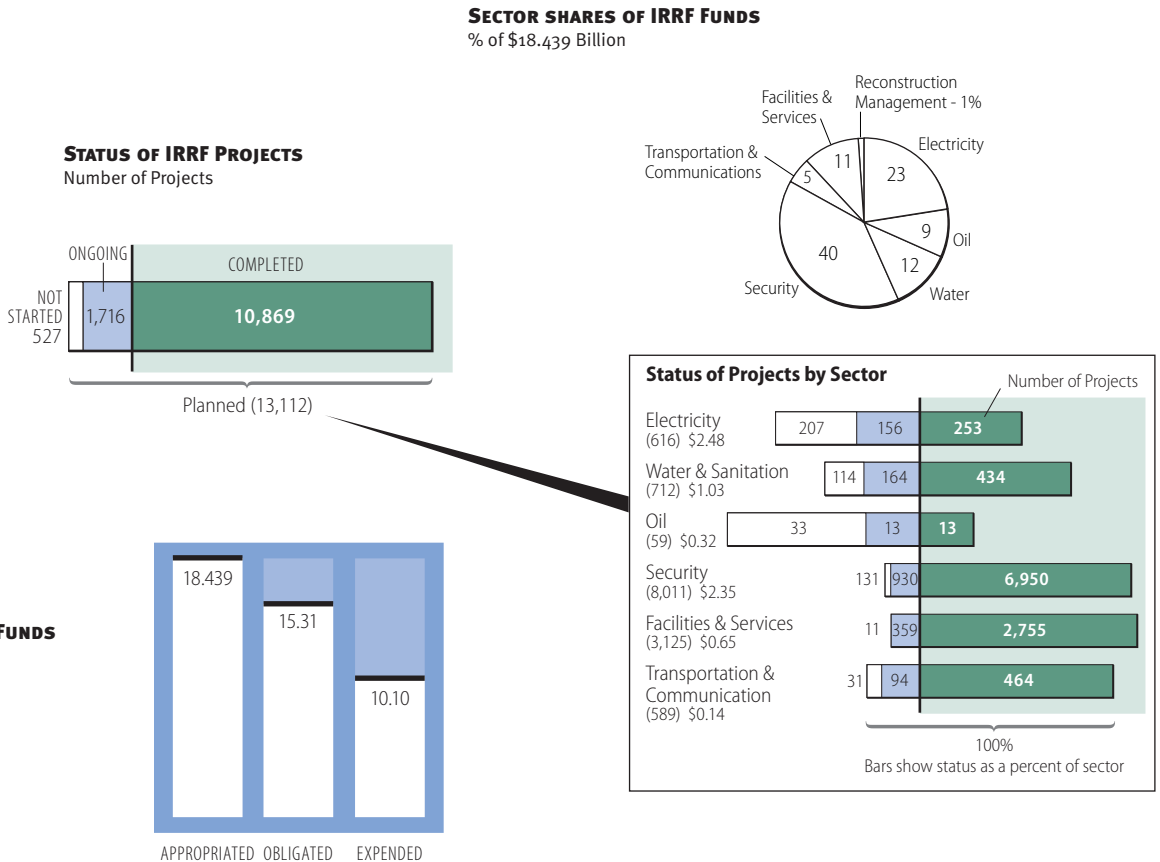 SECTOR SHARES OF IRRF FUNDS
% of $18.439 Billion
Reconstruction
Management - 1%
Facilities &
Services
Electricity
Transportation &
Communications
11
23
5
9
Oil
40
12
Security
Water
STATUS OF IRRF PROJECTS
Number of Projects
ONGOING
COMPLETED
NOT
STARTED
527
1,716
10,869
Planned (13,112)
Status of Projects by Sector
Number of Projects
Electricity
(616) $2.48
207 156 253
Water & Sanitation
(712) $1.03
114 164 434
Oil
(59) $0.32
33 13 13
Security
(8,011) $2.35
131 930 6,950
Facilities & Services
(3,125) $0.65
11 359 2,755
Transportation &
Communication
(589) $0.14
31 94 464
100%
Bars show status as a percent of sector
FUNDS
18.439
15.31
10.10
APPROPRIATED OBLIGATED EXPENDED